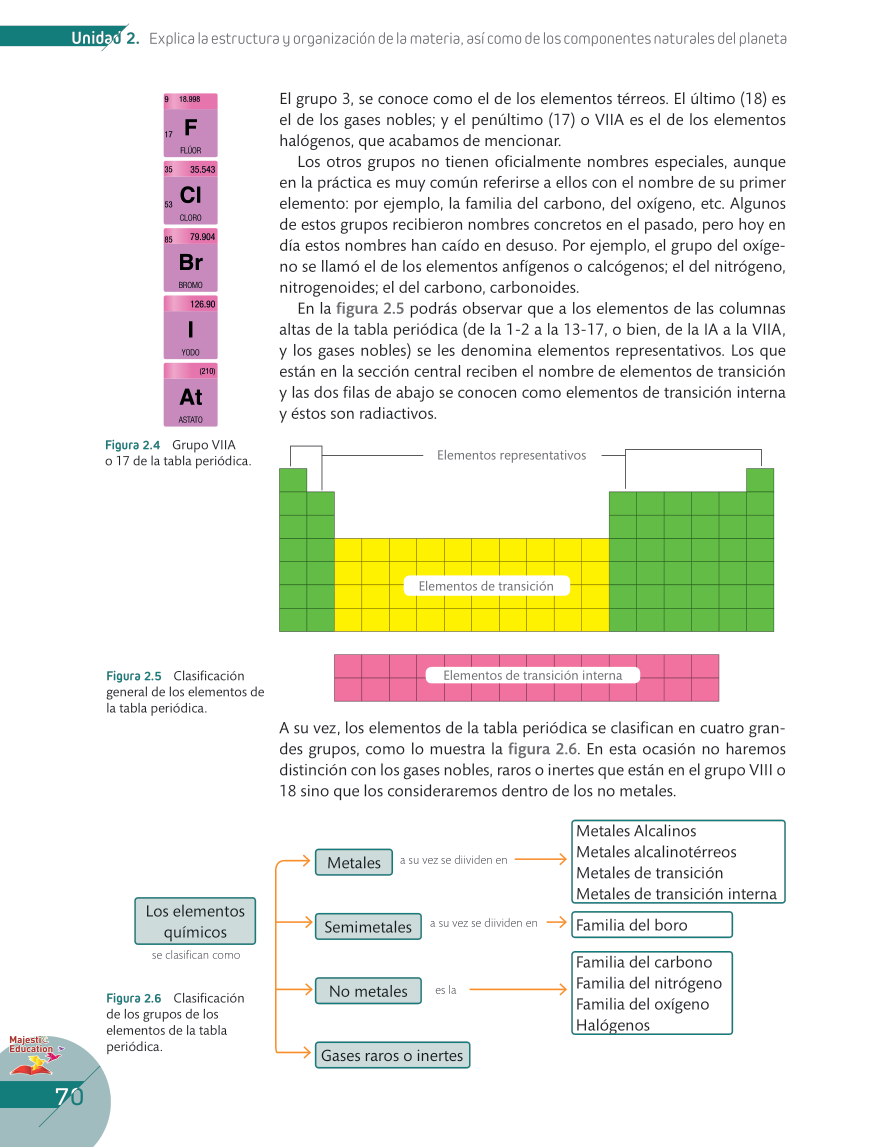 Unidad 2. Explica la estructura y organización de la materia, así como de los componentes naturales del planeta
9 18.998
17 F
FLÚOR
35 35.543
53 Cl
CLORO
85 79.904
Br
BROMO
126.90
I
YODO
(210)
At
ASTATO
Figura 2.4 Grupo VIIA
o 17 de la tabla periódica.
El grupo 3, se conoce como el de los elementos térreos. El último (18) es
el de los gases nobles; y el penúltimo (17) o VIIA es el de los elementos
halógenos, que acabamos de mencionar.
Los otros grupos no tienen oficialmente nombres especiales, aunque
en la práctica es muy común referirse a ellos con el nombre de su primer
elemento: por ejemplo, la familia del carbono, del oxígeno, etc. Algunos
de estos grupos recibieron nombres concretos en el pasado, pero hoy en
día estos nombres han caído en desuso. Por ejemplo, el grupo del oxíge-
no se llamó el de los elementos anfígenos o calcógenos; el del nitrógeno,
nitrogenoides; el del carbono, carbonoides.
En la figura 2.5 podrás observar que a los elementos de las columnas
altas de la tabla periódica (de la 1-2 a la 13-17, o bien, de la IA a la VIIA,
y los gases nobles) se les denomina elementos representativos. Los que
están en la sección central reciben el nombre de elementos de transición
y las dos filas de abajo se conocen como elementos de transición interna
y éstos son radiactivos.
Elementos representativos
Elementos de transición
Elementos de transición interna
Figura 2.5 Clasificación
general de los elementos de
la tabla periódica.
A su vez, los elementos de la tabla periódica se clasifican en cuatro gran-
des grupos, como lo muestra la figura 2.6. En esta ocasión no haremos
distinción con los gases nobles, raros o inertes que están en el grupo VIII o
18 sino que los consideraremos dentro de los no metales.
Los elementos
químicos
se clasifican como
Metales a su vez se diividen en
Metales Alcalinos
Metales alcalinotérreos
Metales de transición
Metales de transición interna
Semimetales a su vez se diividen en Familia del boro
No metales es la
Familia del carbono
Familia del nitrógeno
Familia del oxígeno
Halógenos
Gases raros o inertes
Figura 2.6 Clasificación
de los grupos de los
elementos de la tabla
periódica.
Majestic
Education
70